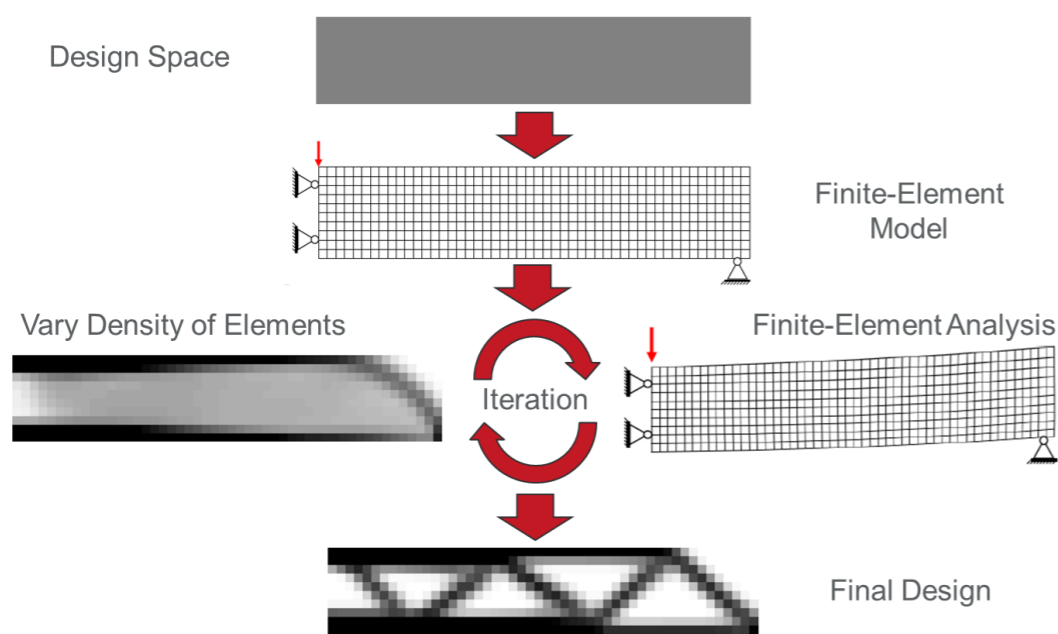 Design Space
Finite-Element
Model
Vary Density of Elements
Finite-Element Analysis
Iteration
Final Design